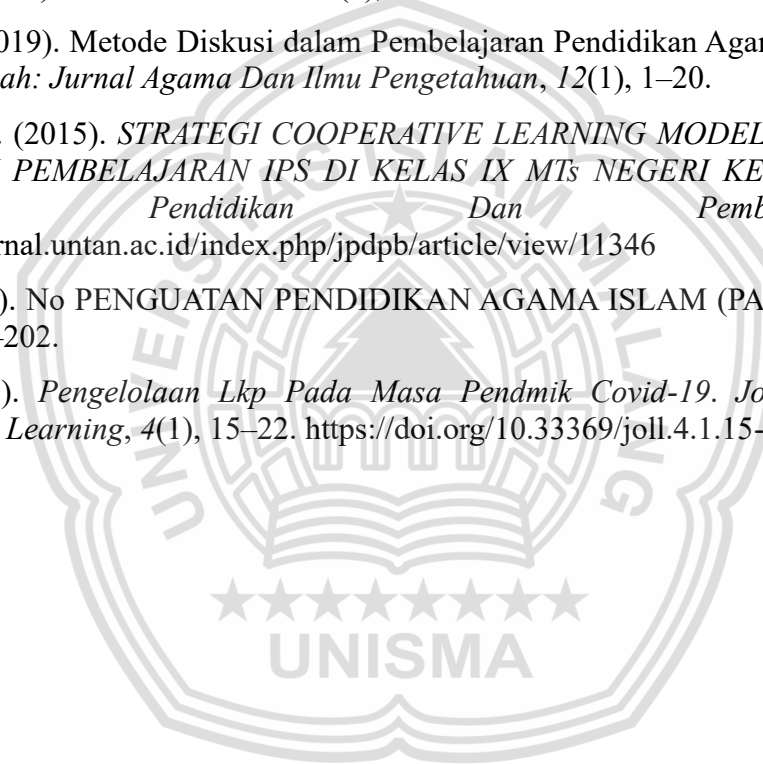 019). Metode Diskusi dalam Pembelajaran Pendidikan Agam
ah: Jurnal Agama Dan Ilmu Pengetahuan, 12(1), 1–20.
. (2015). STRATEGI COOPERATIVE LEARNING MODEL
PEMBELAJARAN IPS DI KELAS IX MTs NEGERI KE
Pendidikan Dan Pemb
rnal.untan.ac.id/index.php/jpdpb/article/view/11346
). No PENGUATAN PENDIDIKAN AGAMA ISLAM (PA
–202.
). Pengelolaan Lkp Pada Masa Pendmik Covid-19. Jo
Learning, 4(1), 15–22. https://doi.org/10.33369/joll.4.1.15-
UNIVERSITAS ISLAM MALANG
UNISMA